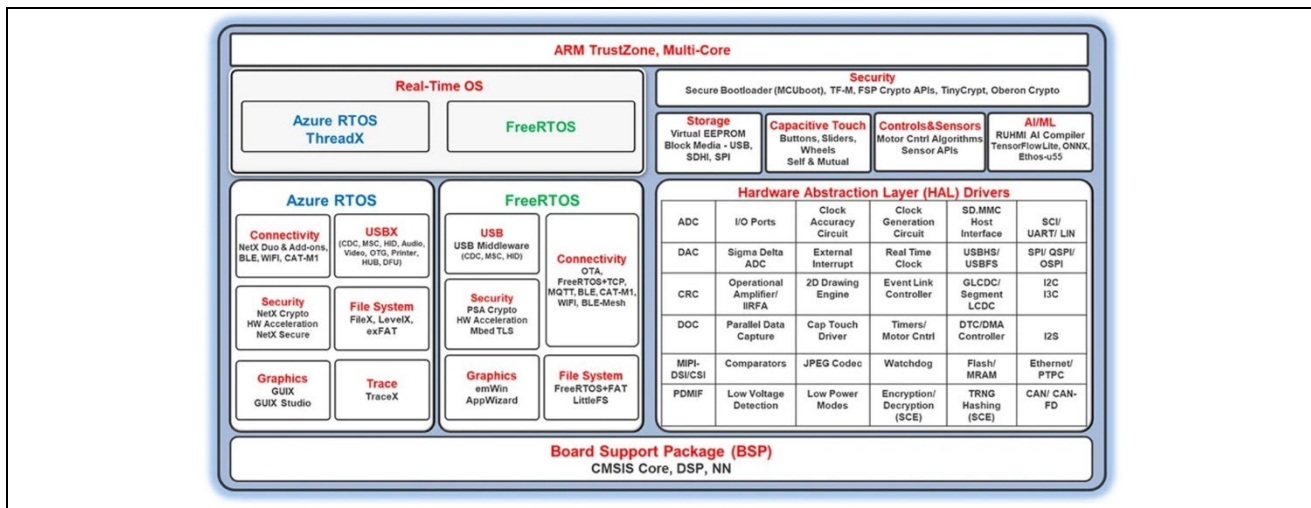 ARM TrustZone, Multi-Core
Real-Time OS
Azure RTOS
ThreadX
FreeRTOS
Security
Secure Bootloader (MCUboot), TF-M, FSP Crypto APIs, TinyCrypt, Oberon Crypto
Storage
Virtual EEPROM
Block Media - USB,
SDHI, SPI
Capacitive Touch
Buttons, Sliders,
Wheels
Self & Mutual
Controls&Sensors
Motor Cntrl Algorithms
Sensor APIs
AI/ML
RUHMI AI Compiler
TensorFlowLite, ONNX,
Ethos-u55
Azure RTOS
Connectivity
NetX Duo & Add-ons,
BLE, WIFI, CAT-M1
USBX
(CDC, MSC, HID, Audio,
Video, OTG, Printer,
HUB, DFU)
Security
NetX Crypto
HW Acceleration
NetX Secure
File System
FileX, LevelX,
exFAT
Graphics
GUIX
GUIX Studio
Trace
TraceX
FreeRTOS
USB
USB Middleware
(CDC, MSC, HID)
Connectivity
OTA,
FreeRTOS+TCP,
MQTT, BLE, CAT-M1,
WIFI, BLE-Mesh
Security
PSA Crypto
HW Acceleration
Mbed TLS
Graphics
emWin
AppWizard
File System
FreeRTOS+FAT
LittleFS
Hardware Abstraction Layer (HAL) Drivers
ADC
I/O Ports
Clock
Accuracy
Circuit
Clock
Generation
Circuit
SD.MMC
Host
Interface
SCI/
UART/ LIN
DAC
Sigma Delta
ADC
External
Interrupt
Real Time
Clock
USBHS/
USBFS
SPI/ QSPI/
OSPI
CRC
Operational
Amplifier/
IIRFA
2D Drawing
Engine
Event Link
Controller
GLCDC/
Segment
LCDC
I2C
I3C
DOC
Parallel Data
Capture
Cap Touch
Driver
Timers/
Motor Cntrl
DTC/DMA
Controller
I2S
MIPI-
DSI/CSI
Comparators
JPEG Codec
Watchdog
Flash/
MRAM
Ethernet/
PTPC
PDMIF
Low Voltage
Detection
Low Power
Modes
Encryption/
Decryption
(SCE)
TRNG
Hashing
(SCE)
CAN/ CAN-
FD
Board Support Package (BSP)
CMSIS Core, DSP, NN